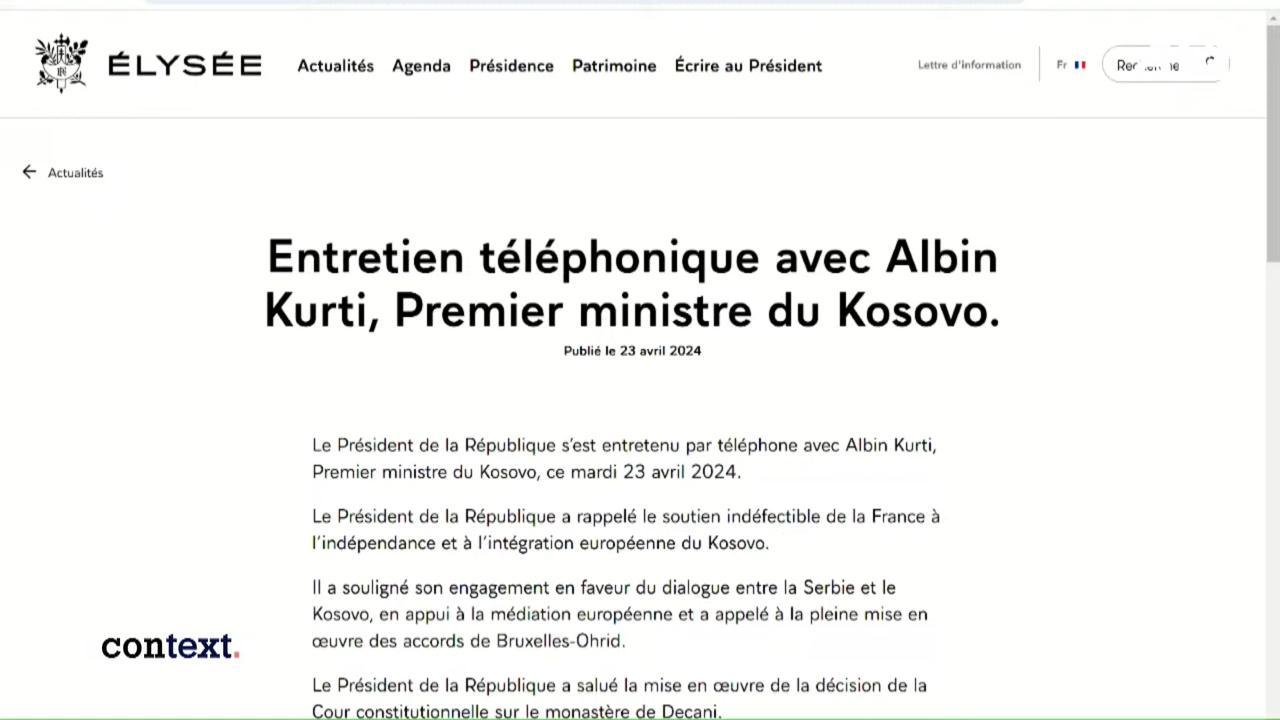 ÉLYSÉE
Actualités Agenda Présidence Patrimoine Écrire au Président
Lettre d'information
Fr
← Actualités
Entretien téléphonique avec Albin
Kurti, Premier ministre du Kosovo.
Publié le 23 avril 2024
Le Président de la République s'est entretenu par téléphone avec Albin Kurti,
Premier ministre du Kosovo, ce mardi 23 avril 2024.
Le Président de la République a rappelé le soutien indéfectible de la France à
l'indépendance et à l'intégration européenne du Kosovo.
Il a souligné son engagement en faveur du dialogue entre la Serbie et le
Kosovo, en appui à la médiation européenne et a appelé à la pleine mise en
œuvre des accords de Bruxelles-Ohrid.
context.
Le Président de la République a salué la mise en œuvre de la décision de la
Cour constitutionnelle sur le monastère de Decani.